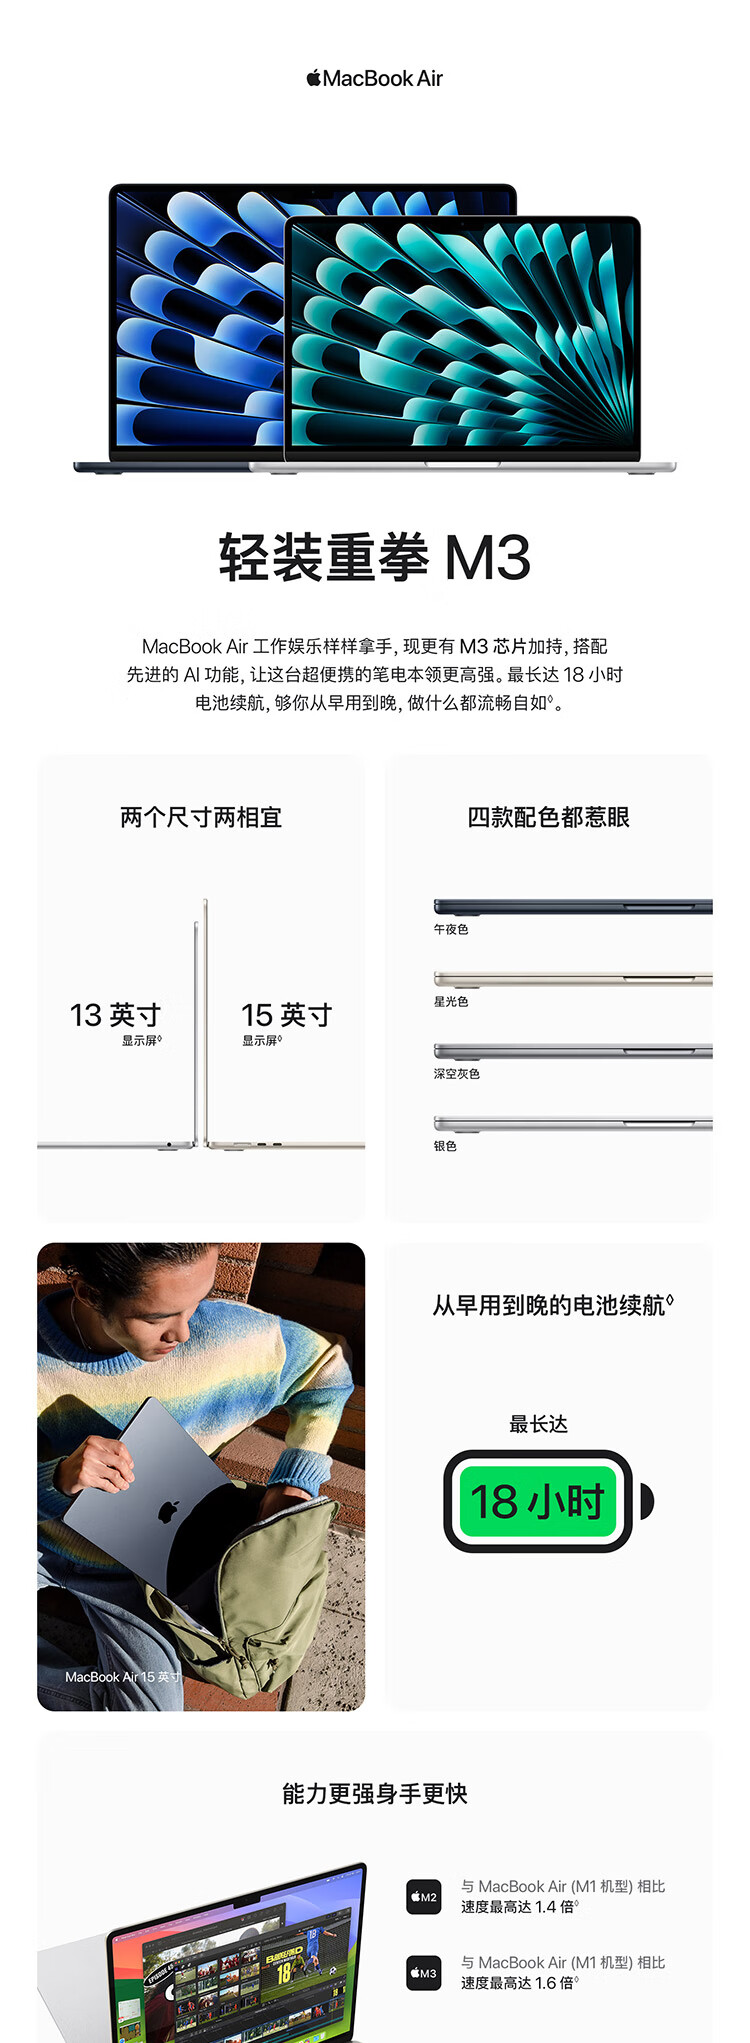 MacBook Air
轻装重拳 M3
MacBook Air 工作娱乐样样拿手, 现更有 M3 芯片加持, 搭配
先进的 AI 功能, 让这台超便携的笔电本领更高强。最长达 18 小时
电池续航, 够你从早用到晚, 做什么都流畅自如◊。
两个尺寸两相宜
13 英寸
显示屏◊
15 英寸
显示屏◊
四款配色都惹眼
午夜色
星光色
深空灰色
银色
MacBook Air 15 英寸
从早用到晚的电池续航◊
最长达
18 小时
能力更强身手更快
M2
与 MacBook Air (M1 机型) 相比
速度最高达 1.4 倍◊
M3
与 MacBook Air (M1 机型) 相比
速度最高达 1.6 倍◊
EPISODE 4
18